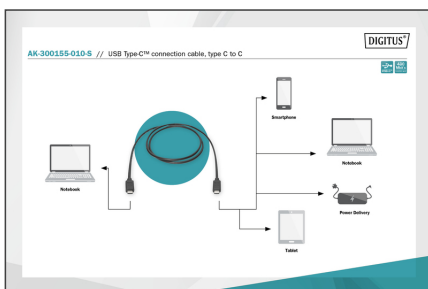 DIGITUS®
AK-300155-010-S // USB Type-C™ connection cable, type C to C
Smartphone
Notebook
Notebook
Power Delivery
Tablet